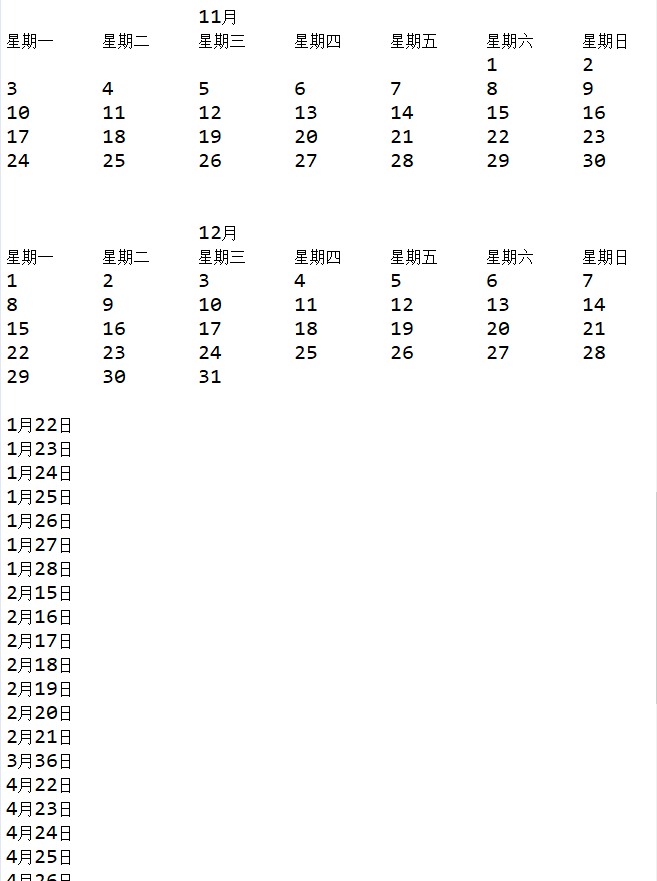 11月
星期一 星期二 星期三 星期四 星期五 星期六 星期日
1 2
3 4 5 6 7 8 9
10 11 12 13 14 15 16
17 18 19 20 21 22 23
24 25 26 27 28 29 30
12月
星期一 星期二 星期三 星期四 星期五 星期六 星期日
1 2 3 4 5 6 7
8 9 10 11 12 13 14
15 16 17 18 19 20 21
22 23 24 25 26 27 28
29 30 31
1月22日
1月23日
1月24日
1月25日
1月26日
1月27日
1月28日
2月15日
2月16日
2月17日
2月18日
2月19日
2月20日
2月21日
3月36日
4月22日
4月23日
4月24日
4月25日
4月26日